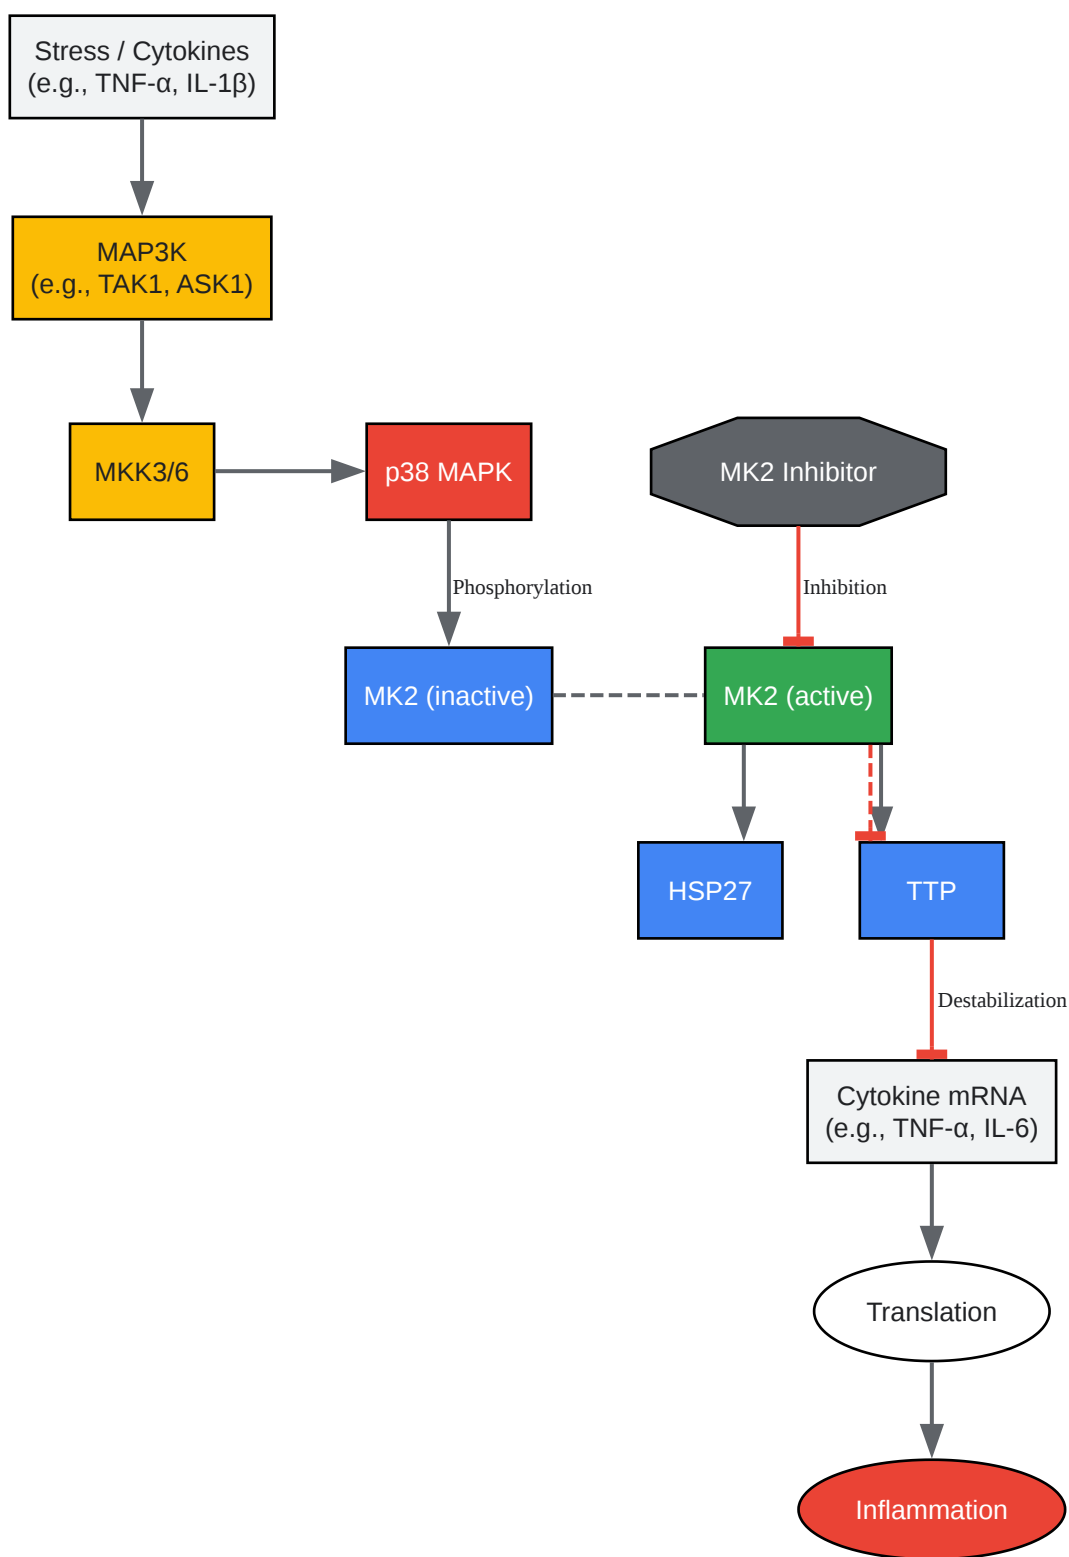 Stress / Cytokines
(e.g., TNF-α, IL-1β)
MAP3K
(e.g., TAK1, ASK1)
MKK3/6
p38 MAPK
MK2 Inhibitor
Phosphorylation
Inhibition
MK2 (inactive)
MK2 (active)
HSP27
TTP
Destabilization
Cytokine mRNA
(e.g., TNF-α, IL-6)
Translation
Inflammation